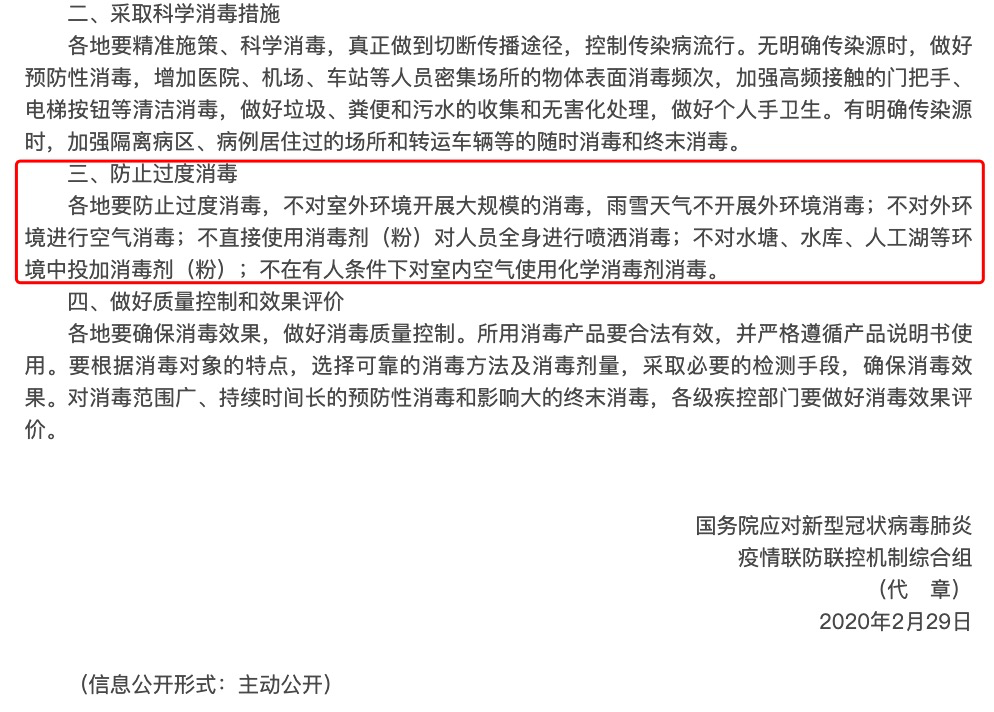 二、采取科学消毒措施
各地要精准施策、科学消毒，真正做到切断传播途径，控制传染病流行。无明确传染源时，做好
预防性消毒，增加医院、机场、车站等人员密集场所的物体表面消毒频次，加强高频接触的门把手、
电梯按钮等清洁消毒，做好垃圾、粪便和污水的收集和无害化处理，做好个人手卫生。有明确传染源
时，加强隔离病区、病例居住过的场所和转运车辆等的随时消毒和终末消毒。
三、防止过度消毒
各地要防止过度消毒，不对室外环境开展大规模的消毒，雨雪天气不开展外环境消毒；不对外环
境进行空气消毒；不直接使用消毒剂（粉）对人员全身进行喷洒消毒；不对水塘、水库、人工湖等环
境中投加消毒剂（粉）；不在有人条件下对室内空气使用化学消毒剂消毒。
四、做好质量控制和效果评价
各地要确保消毒效果，做好消毒质量控制。所用消毒产品要合法有效，并严格遵循产品说明书使
用。要根据消毒对象的特点，选择可靠的消毒方法及消毒剂量，采取必要的检测手段，确保消毒效
果。对消毒范围广、持续时间长的预防性消毒和影响大的终末消毒，各级疾控部门要做好消毒效果评
价。
国务院应对新型冠状病毒肺炎
疫情联防联控机制综合组
（代　章）
2020年2月29日
（信息公开形式：主动公开）